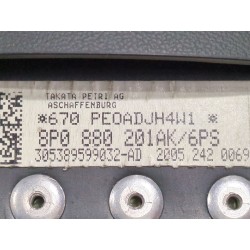 TAKATA PETRI AG
ASCHAFFENBURG
*670 PEOADJH4W1 *
8P0 880 201AK/6PS
305389599032-AD 2005 242 0069